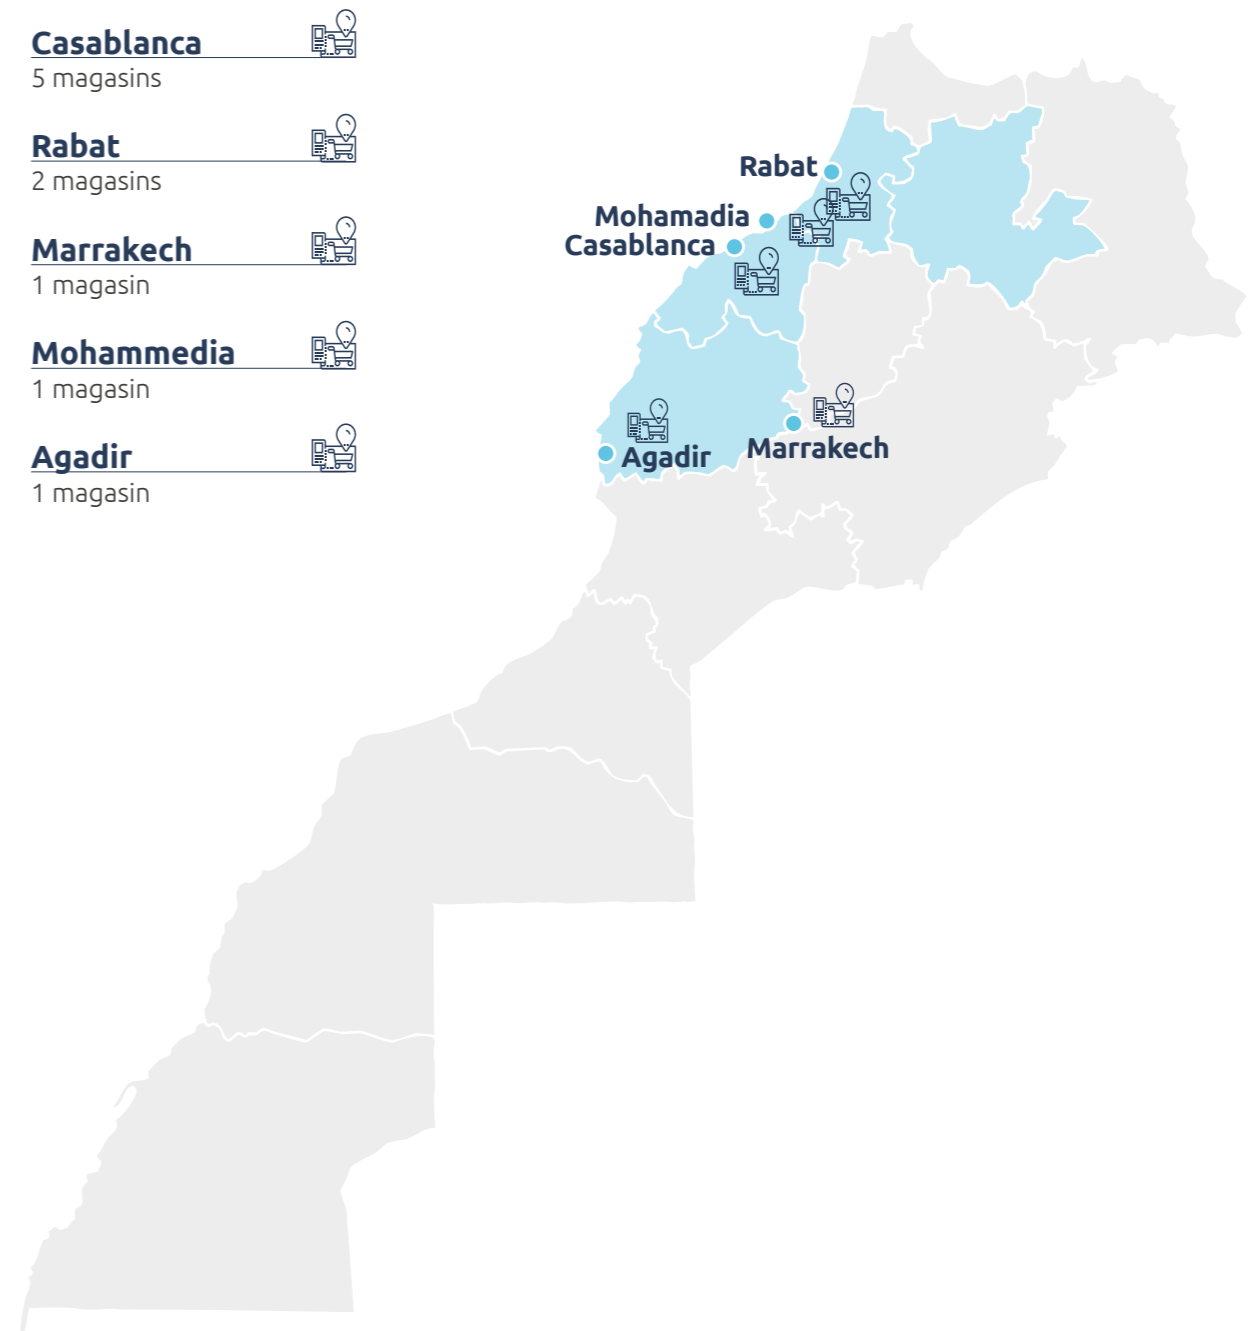 Casablanca
5 magasins
Rabat
2 magasins
Marrakech
1 magasin
Mohammedia
1 magasin
Agadir
1 magasin
Rabat
Mohamadia
Casablanca
Marrakech
Agadir